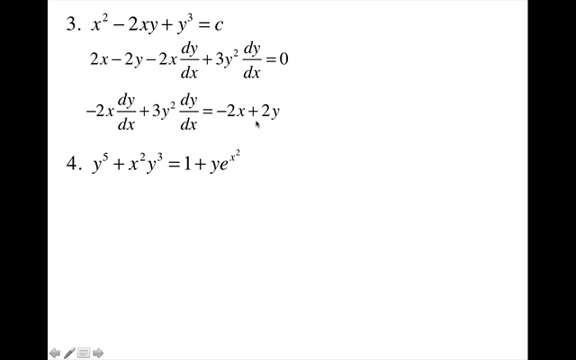 3. x² − 2xy + y³ = c
2x − 2y − 2x dy/dx + 3y² dy/dx = 0
−2x dy/dx + 3y² dy/dx = −2x + 2y
4. y⁵ + x²y³ = 1 + ye^(x²)